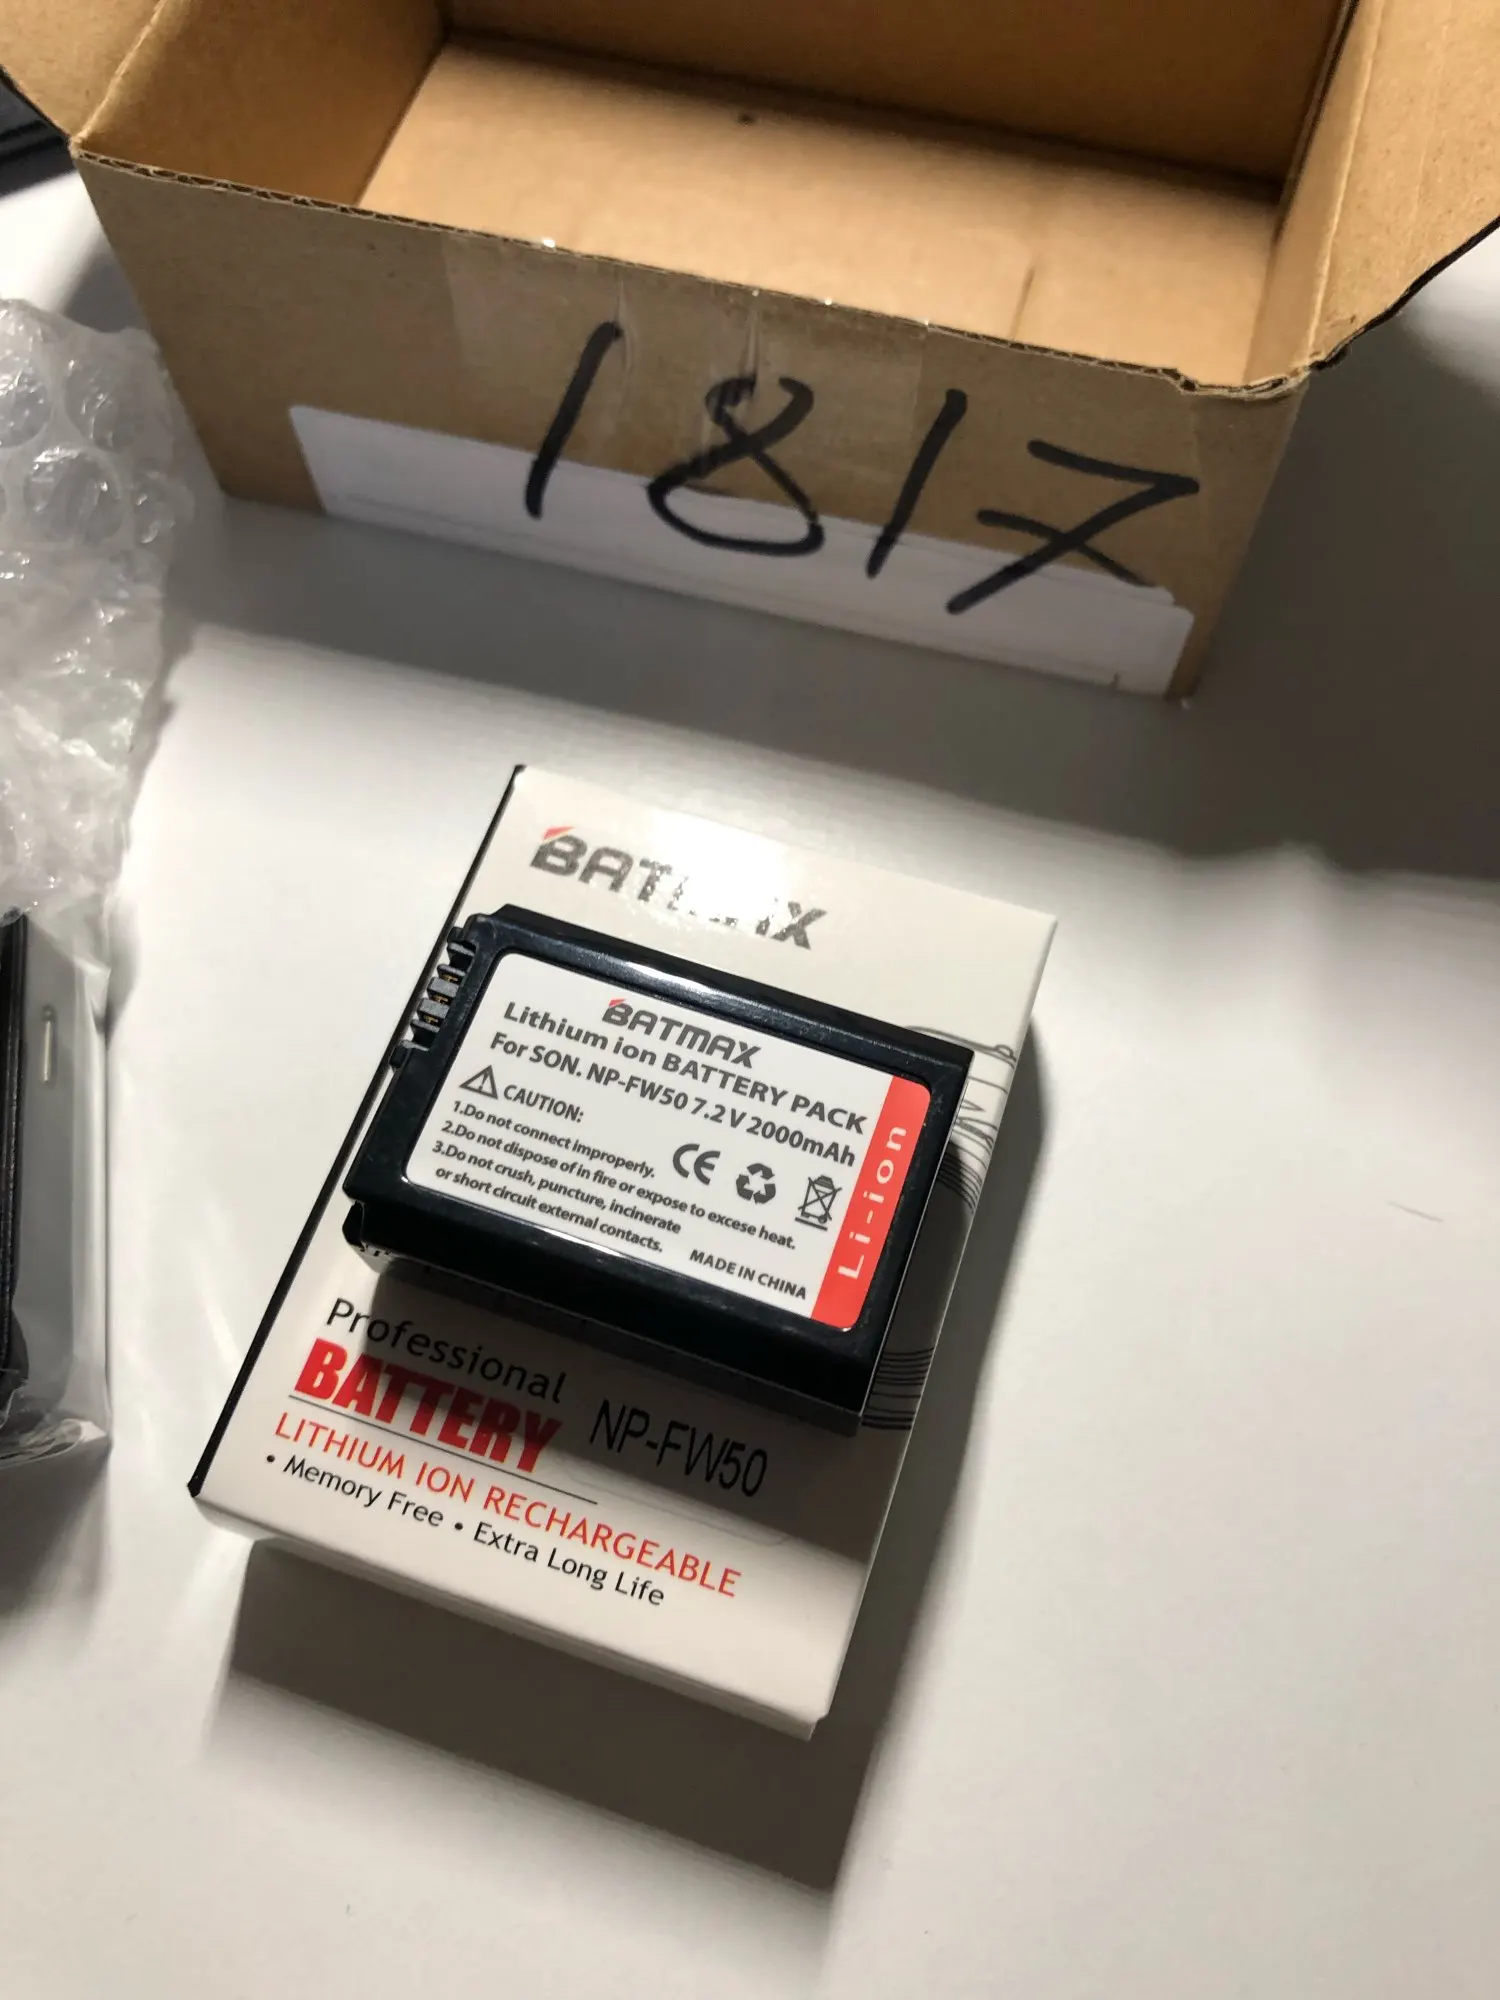 1817
BATMAX
BATMAX
Lithium ion BATTERY PACK
For SON. NP-FW50 7.2V 2000mAh
CAUTION:
1.Do not connect improperly.
2.Do not dispose of in fire or expose to excese heat.
3.Do not crush, puncture, incinerate
or short circuit external contacts.
MADE IN CHINA
Li-ion
Professional
BATTERY NP-FW50
LITHIUM ION RECHARGEABLE
• Memory Free • Extra Long Life